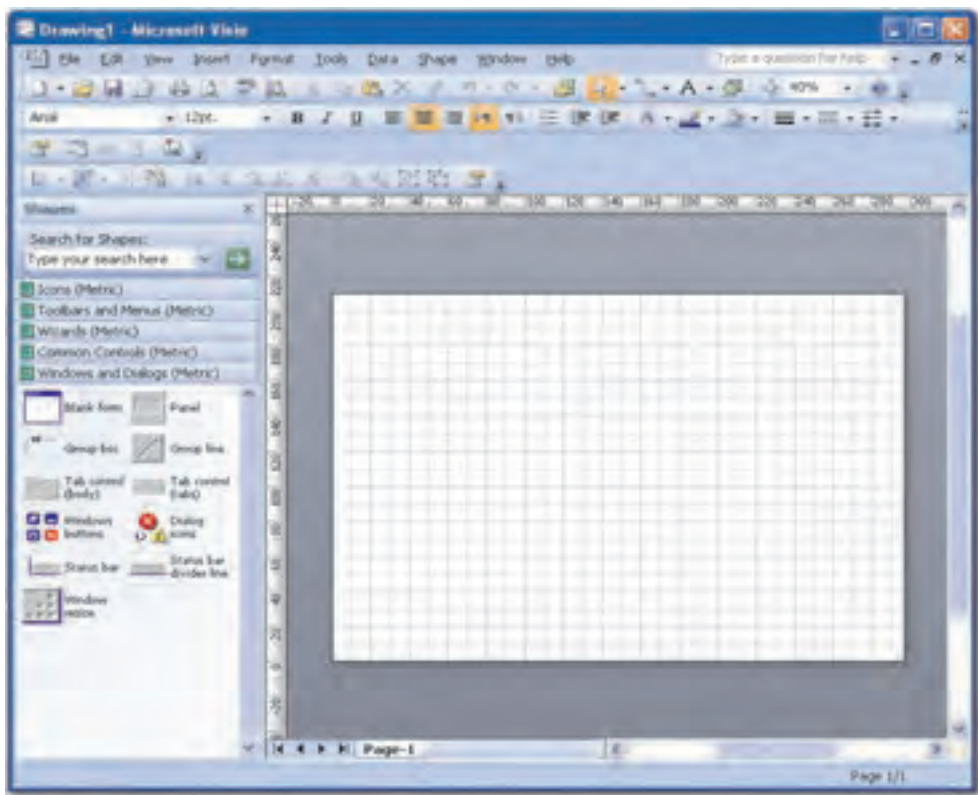 Drawing1 - Microsoft Visio
File Edit View Insert Format Tools Data Shape Window Help Type a question for help
40%
Arial 12pt. B I U
Shapes
Search for Shapes:
Type your search here
Icons (Metric)
Toolbars and Menus (Metric)
Wizards (Metric)
Common Controls (Metric)
Windows and Dialogs (Metric)
Blank form Panel
Group box Group line
Tab control (body) Tab control (tabs)
Windows buttons Dialog icons
Status bar Status bar divider line
Window resize
Page-1
Page 1/1